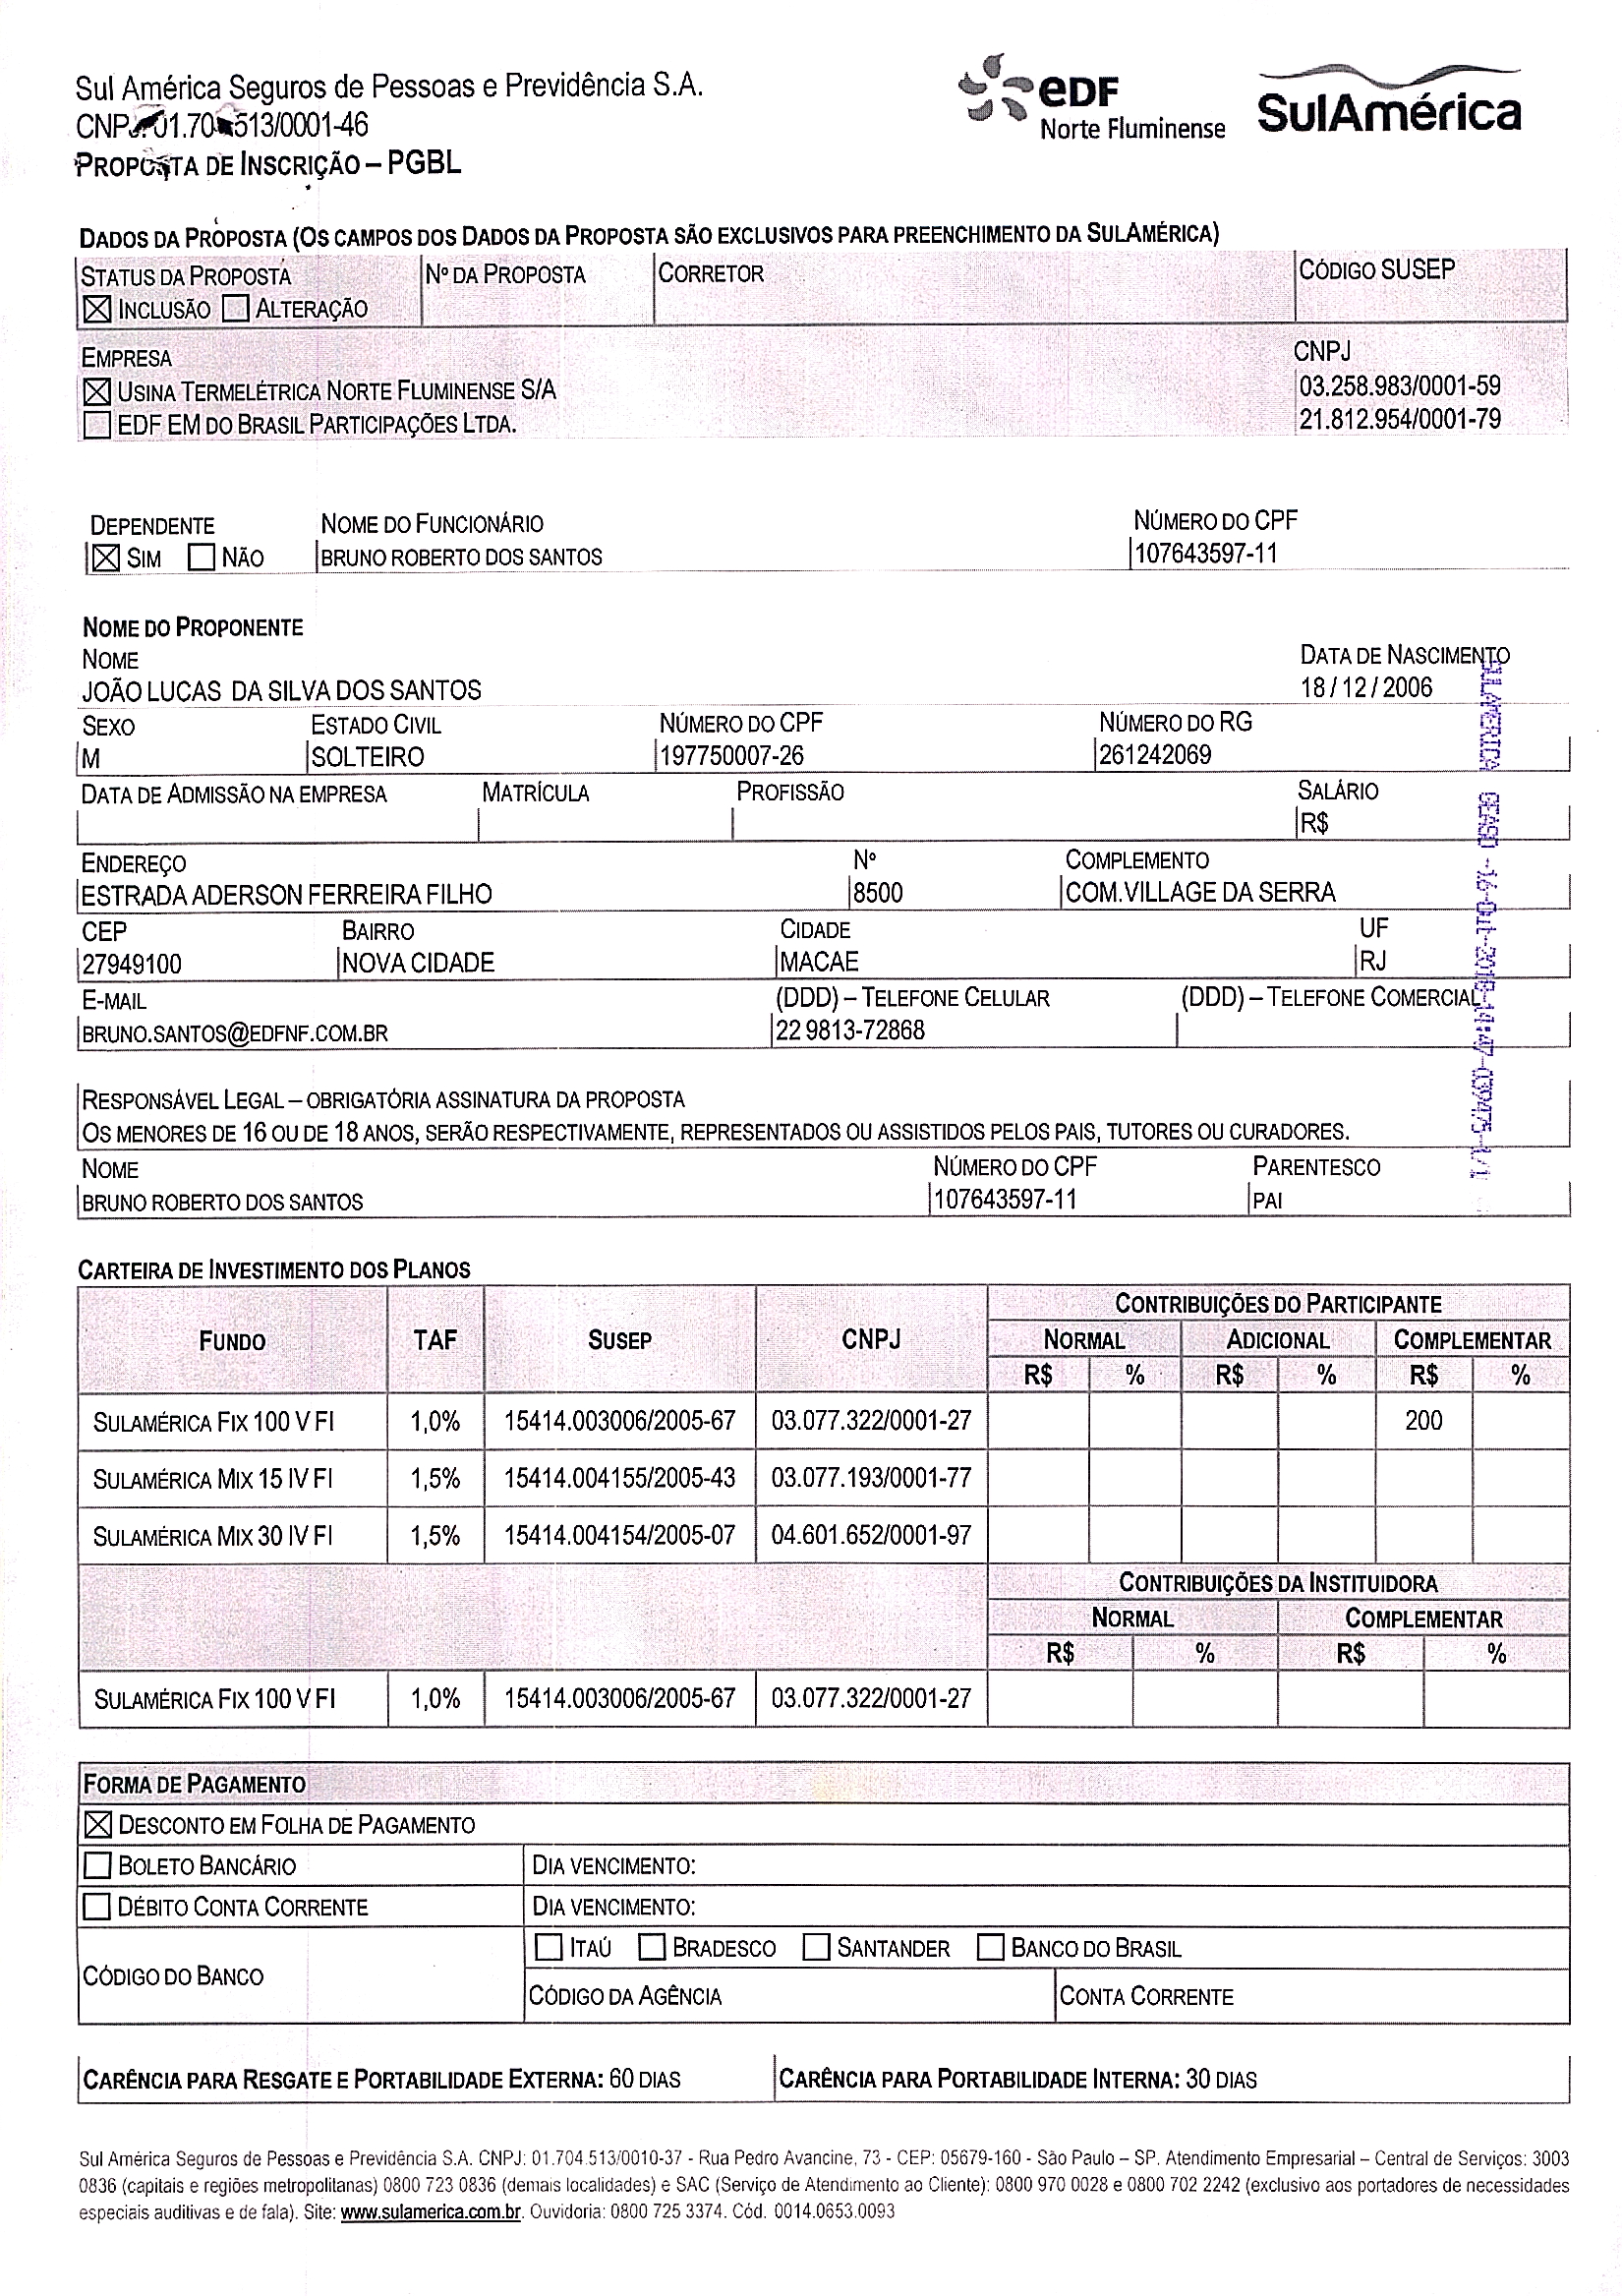 Sul América Seguros de Pessoas e Previdência S.A.
CNPJ 01.70 513/0001-46
PROPOSTA DE INSCRIÇÃO – PGBL
eDF
Norte Fluminense
SulAmérica
DADOS DA PROPOSTA (OS CAMPOS DOS DADOS DA PROPOSTA SÃO EXCLUSIVOS PARA PREENCHIMENTO DA SULAMÉRICA)
STATUS DA PROPOSTA Nº DA PROPOSTA CORRETOR CÓDIGO SUSEP
☒ INCLUSÃO ☐ ALTERAÇÃO
EMPRESA CNPJ
☒ USINA TERMELÉTRICA NORTE FLUMINENSE S/A 03.258.983/0001-59
☐ EDF EM DO BRASIL PARTICIPAÇÕES LTDA. 21.812.954/0001-79
DEPENDENTE NOME DO FUNCIONÁRIO NÚMERO DO CPF
☒ SIM ☐ NÃO BRUNO ROBERTO DOS SANTOS 107643597-11
NOME DO PROPONENTE
NOME DATA DE NASCIMENTO
JOÃO LUCAS DA SILVA DOS SANTOS 18 / 12 / 2006
SEXO ESTADO CIVIL NÚMERO DO CPF NÚMERO DO RG
M SOLTEIRO 197750007-26 261242069
DATA DE ADMISSÃO NA EMPRESA MATRÍCULA PROFISSÃO SALÁRIO
R$
ENDEREÇO Nº COMPLEMENTO
ESTRADA ADERSON FERREIRA FILHO 8500 COM.VILLAGE DA SERRA
CEP BAIRRO CIDADE UF
27949100 NOVA CIDADE MACAE RJ
E-MAIL (DDD) – TELEFONE CELULAR (DDD) – TELEFONE COMERCIAL
BRUNO.SANTOS@EDFNF.COM.BR 22 9813-72868
SULAMERICA
RESPONSÁVEL LEGAL – OBRIGATÓRIA ASSINATURA DA PROPOSTA
OS MENORES DE 16 OU DE 18 ANOS, SERÃO RESPECTIVAMENTE, REPRESENTADOS OU ASSISTIDOS PELOS PAIS, TUTORES OU CURADORES.
NOME NÚMERO DO CPF PARENTESCO
BRUNO ROBERTO DOS SANTOS 107643597-11 PAI
CARTEIRA DE INVESTIMENTO DOS PLANOS
CONTRIBUIÇÕES DO PARTICIPANTE
FUNDO TAF SUSEP CNPJ NORMAL ADICIONAL COMPLEMENTAR
R$ % R$ % R$ %
SULAMÉRICA FIX 100 V FI 1,0% 15414.003006/2005-67 03.077.322/0001-27 200
SULAMÉRICA MIX 15 IV FI 1,5% 15414.004155/2005-43 03.077.193/0001-77
SULAMÉRICA MIX 30 IV FI 1,5% 15414.004154/2005-07 04.601.652/0001-97
CONTRIBUIÇÕES DA INSTITUIDORA
NORMAL COMPLEMENTAR
R$ % R$ %
SULAMÉRICA FIX 100 V FI 1,0% 15414.003006/2005-67 03.077.322/0001-27
FORMA DE PAGAMENTO
☒ DESCONTO EM FOLHA DE PAGAMENTO
☐ BOLETO BANCÁRIO DIA VENCIMENTO:
☐ DÉBITO CONTA CORRENTE DIA VENCIMENTO:
☐ ITAÚ ☐ BRADESCO ☐ SANTANDER ☐ BANCO DO BRASIL
CÓDIGO DO BANCO
CÓDIGO DA AGÊNCIA CONTA CORRENTE
CARÊNCIA PARA RESGATE E PORTABILIDADE EXTERNA: 60 DIAS CARÊNCIA PARA PORTABILIDADE INTERNA: 30 DIAS
Sul América Seguros de Pessoas e Previdência S.A. CNPJ: 01.704.513/0010-37 - Rua Pedro Avancine, 73 - CEP: 05679-160 - São Paulo – SP. Atendimento Empresarial – Central de Serviços: 3003
0836 (capitais e regiões metropolitanas) 0800 723 0836 (demais localidades) e SAC (Serviço de Atendimento ao Cliente): 0800 970 0028 e 0800 702 2242 (exclusivo aos portadores de necessidades
especiais auditivas e de fala). Site: www.sulamerica.com.br. Ouvidoria: 0800 725 3374. Cód. 0014.0653.0093